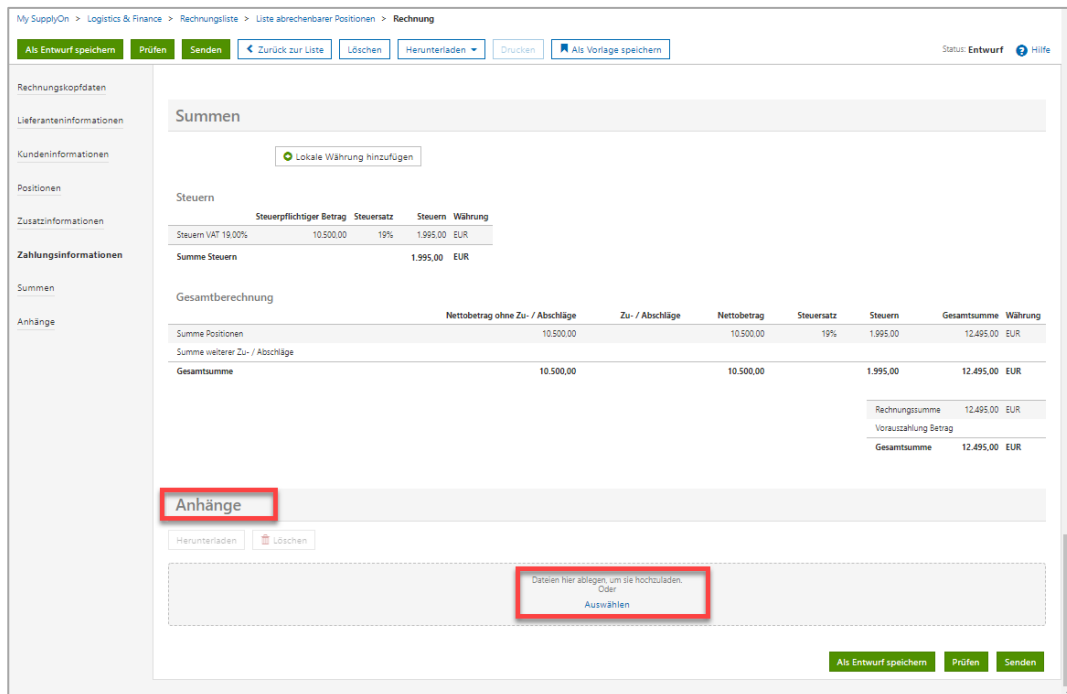 My SupplyOn > Logistics & Finance > Rechnungsliste > Liste abrechenbarer Positionen > Rechnung
Als Entwurf speichern Prüfen Senden Zurück zur Liste Löschen Herunterladen Drucken Als Vorlage speichern Status: Entwurf ? Hilfe
Rechnungskopfdaten
Lieferanteninformationen
Kundeninformationen
Positionen
Zusatzinformationen
Zahlungsinformationen
Summen
Anhänge
Summen
Lokale Währung hinzufügen
Steuern
Steuerpflichtiger Betrag Steuersatz Steuern Währung
Steuern VAT 19.00% 10.500,00 19% 1.995,00 EUR
Summe Steuern 1.995,00 EUR
Gesamtberechnung
Nettobetrag ohne Zu- / Abschläge Zu- / Abschläge Nettobetrag Steuersatz Steuern Gesamtsumme Währung
Summe Positionen 10.500,00 10.500,00 19% 1.995,00 12.495,00 EUR
Summe weiterer Zu- / Abschläge
Gesamtsumme 10.500,00 10.500,00 1.995,00 12.495,00 EUR
Rechnungssumme 12.495,00 EUR
Vorauszahlung Betrag
Gesamtsumme 12.495,00 EUR
Anhänge
Herunterladen Löschen
Dateien hier ablegen, um sie hochzuladen.
Oder
Auswählen
Als Entwurf speichern Prüfen Senden